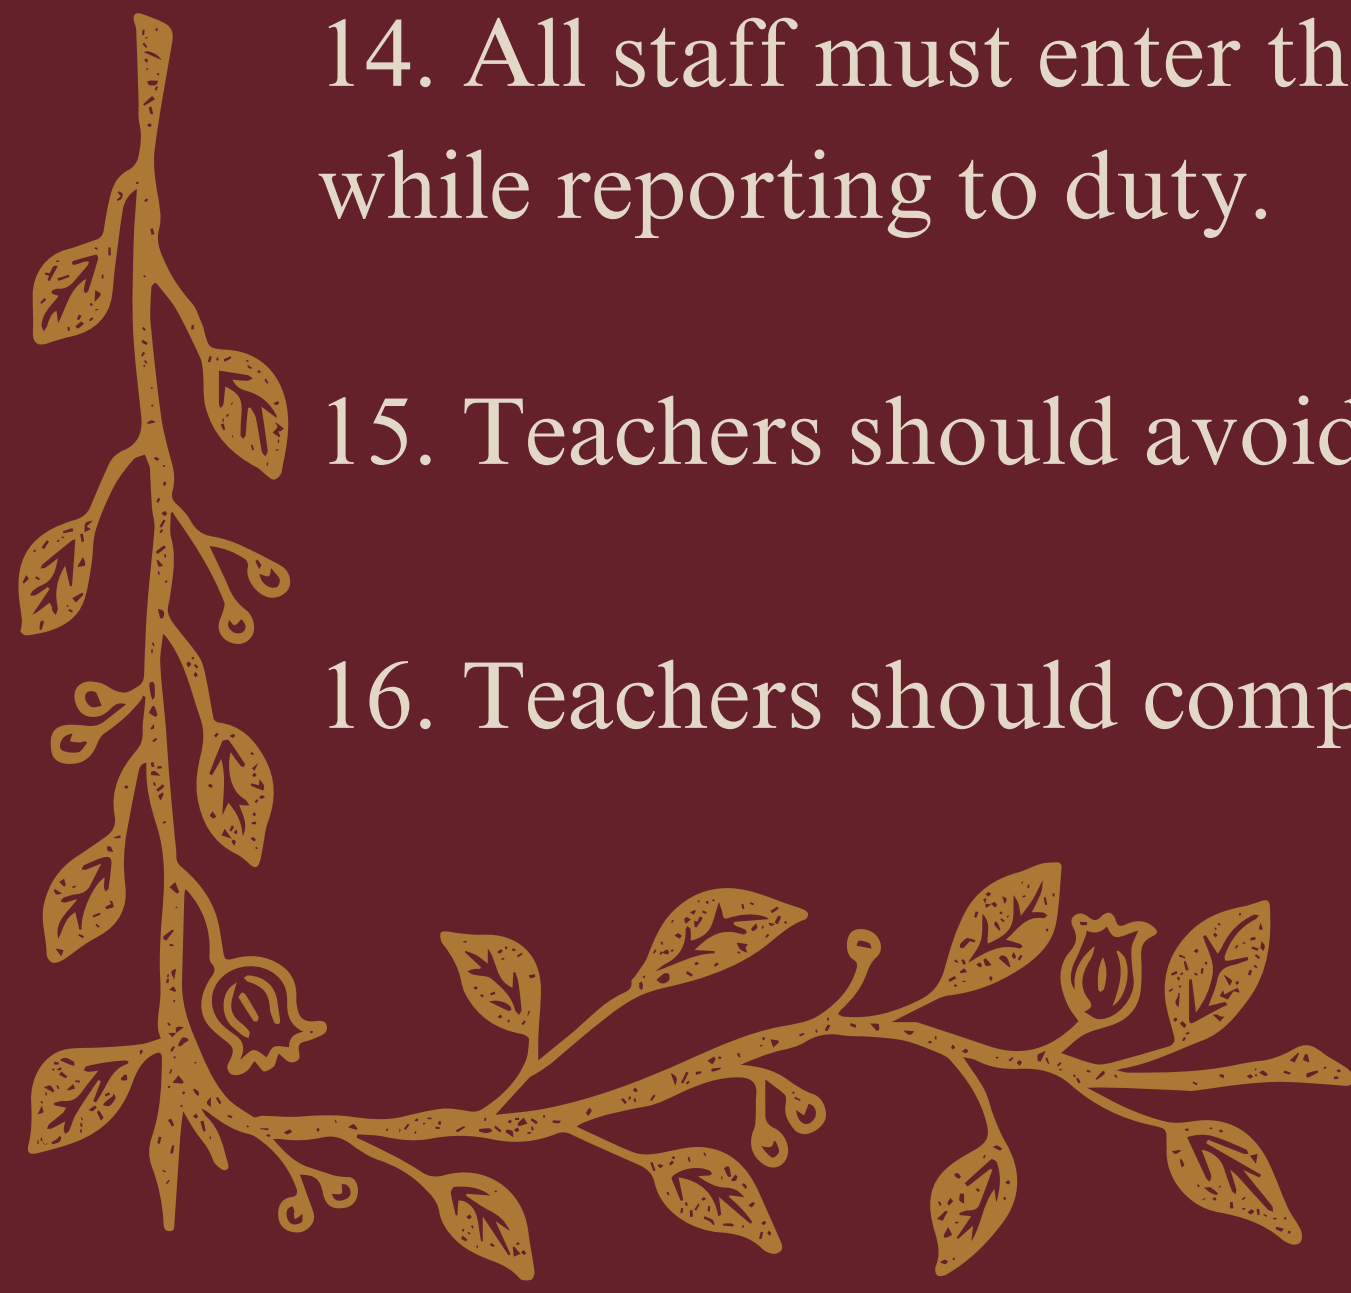 14. All staff must enter th
while reporting to duty.
15. Teachers should avoid
16. Teachers should comp